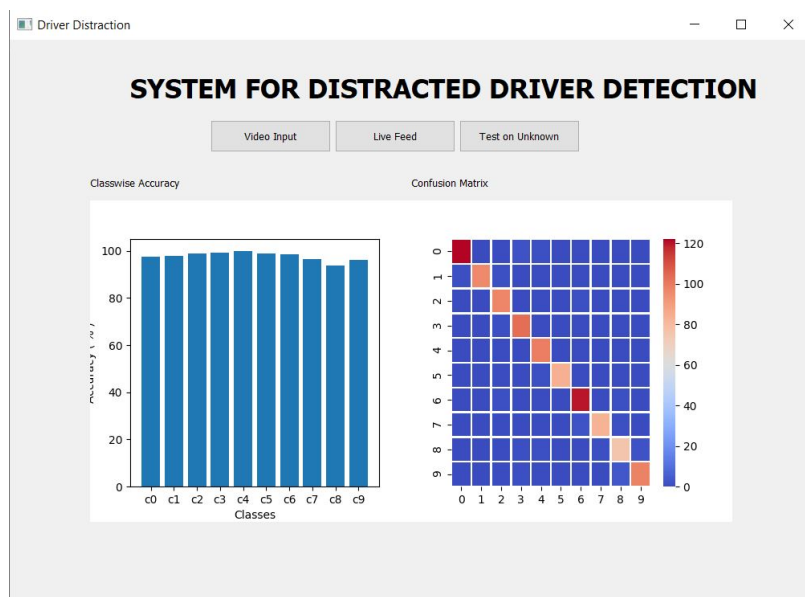 Driver Distraction
SYSTEM FOR DISTRACTED DRIVER DETECTION
Video Input
Live Feed
Test on Unknown
Classwise Accuracy
Confusion Matrix
100
80
60
40
20
0
c0 c1 c2 c3 c4 c5 c6 c7 c8 c9
Classes
0
1
2
3
4
5
6
7
8
9
0 1 2 3 4 5 6 7 8 9
120
100
80
60
40
20
0